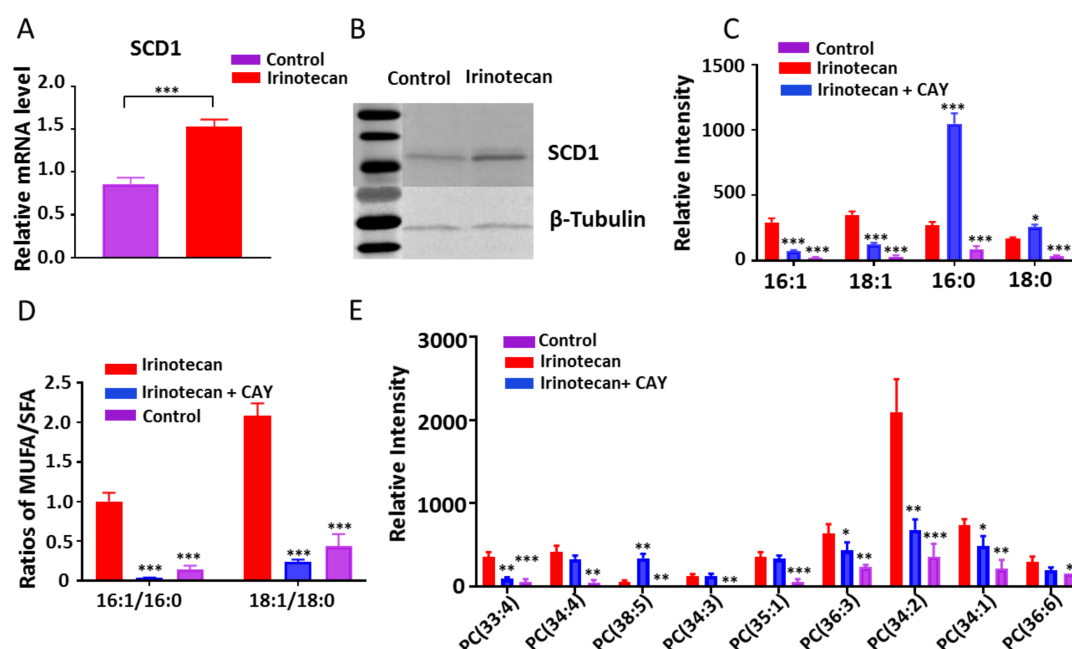 A
SCD1
Control
Irinotecan
Relative mRNA level
2.0
1.5
1.0
0.5
0.0
***
B
Control Irinotecan
SCD1
β-Tubulin
C
Control
Irinotecan
Irinotecan + CAY
Relative Intensity
1500
1000
500
0
*** *** *** *** *** *** * ***
16:1 18:1 16:0 18:0
D
Irinotecan
Irinotecan + CAY
Control
Ratios of MUFA/SFA
2.5
2.0
1.5
1.0
0.5
0
*** *** *** ***
16:1/16:0 18:1/18:0
E
Control
Irinotecan
Irinotecan+ CAY
Relative Intensity
3000
2000
1000
0
** *** ** ** ** ** *** * ** ** *** * ** *
PC(33:4) PC(34:4) PC(38:5) PC(34:3) PC(35:1) PC(36:3) PC(34:2) PC(34:1) PC(36:6)